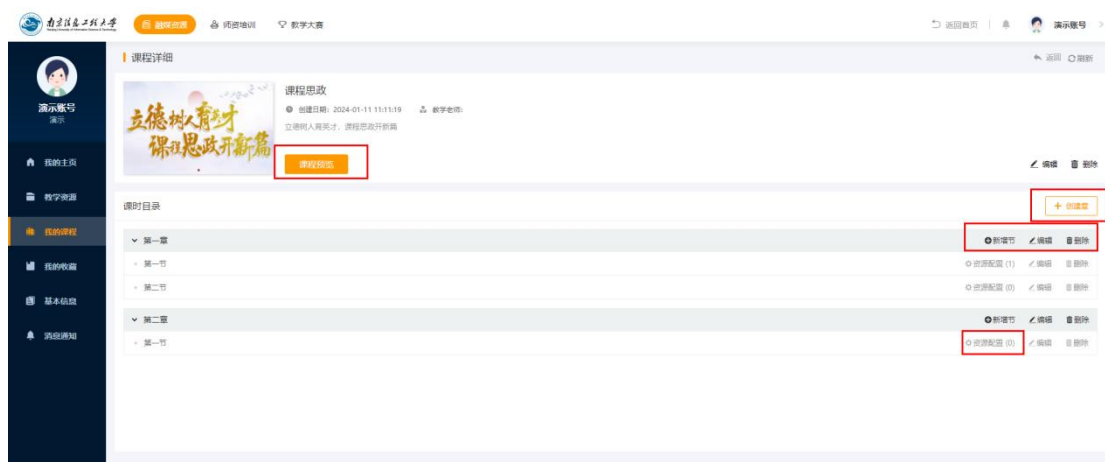 南京信息工程大学
融媒资源 师资培训 教学大赛 返回首页 演示账号
课程详细 返回 刷新
演示账号
演示
我的主页
教学资源
我的课程
我的收藏
基本信息
消息通知
立德树人育英才
课程思政开新篇
课程思政
创建日期: 2024-01-11 11:11:19 教学老师:
立德树人育英才,课程思政开新篇
课程预览
编辑 删除
课时目录 + 创建章
第一章 新增节 编辑 删除
第一节 资源配置 (1) 编辑 删除
第二节 资源配置 (0) 编辑 删除
第二章 新增节 编辑 删除
第一节 资源配置 (0) 编辑 删除